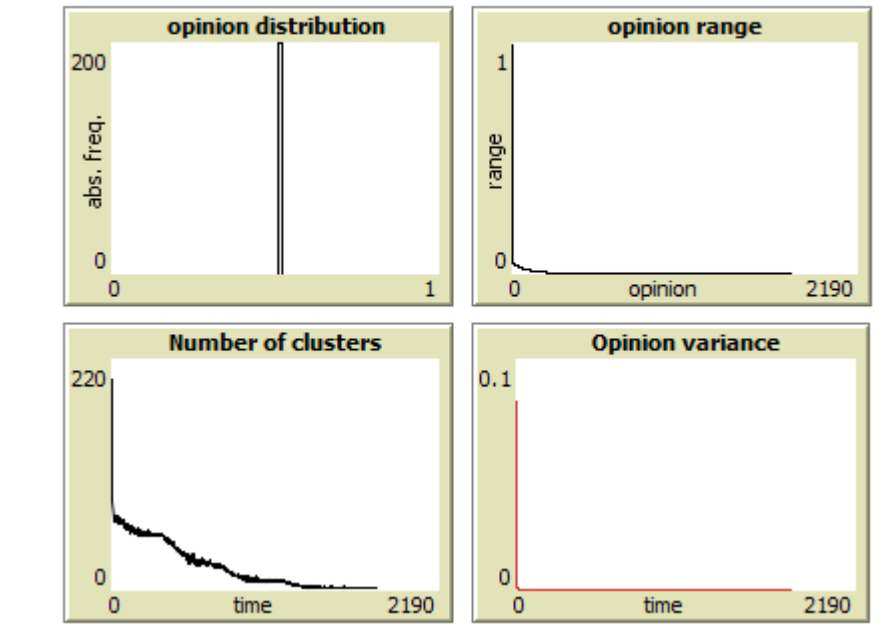 opinion distribution
200
abs. freq.
0
0
1
opinion range
1
range
0
0
opinion
2190
Number of clusters
220
0
0
time
2190
Opinion variance
0.1
0
0
time
2190